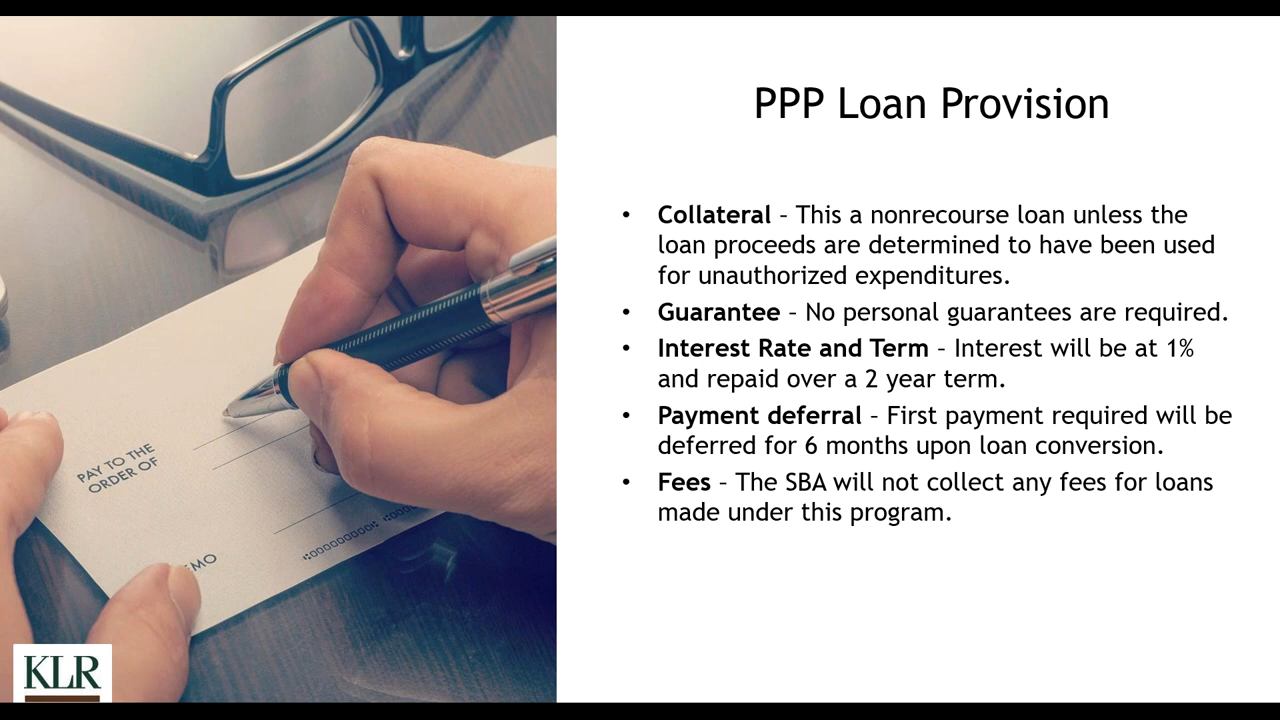 PPP Loan Provision
• Collateral – This a nonrecourse loan unless the
loan proceeds are determined to have been used
for unauthorized expenditures.
• Guarantee – No personal guarantees are required.
• Interest Rate and Term – Interest will be at 1%
and repaid over a 2 year term.
• Payment deferral – First payment required will be
deferred for 6 months upon loan conversion.
• Fees – The SBA will not collect any fees for loans
made under this program.
PAY TO THE
ORDER OF
KLR